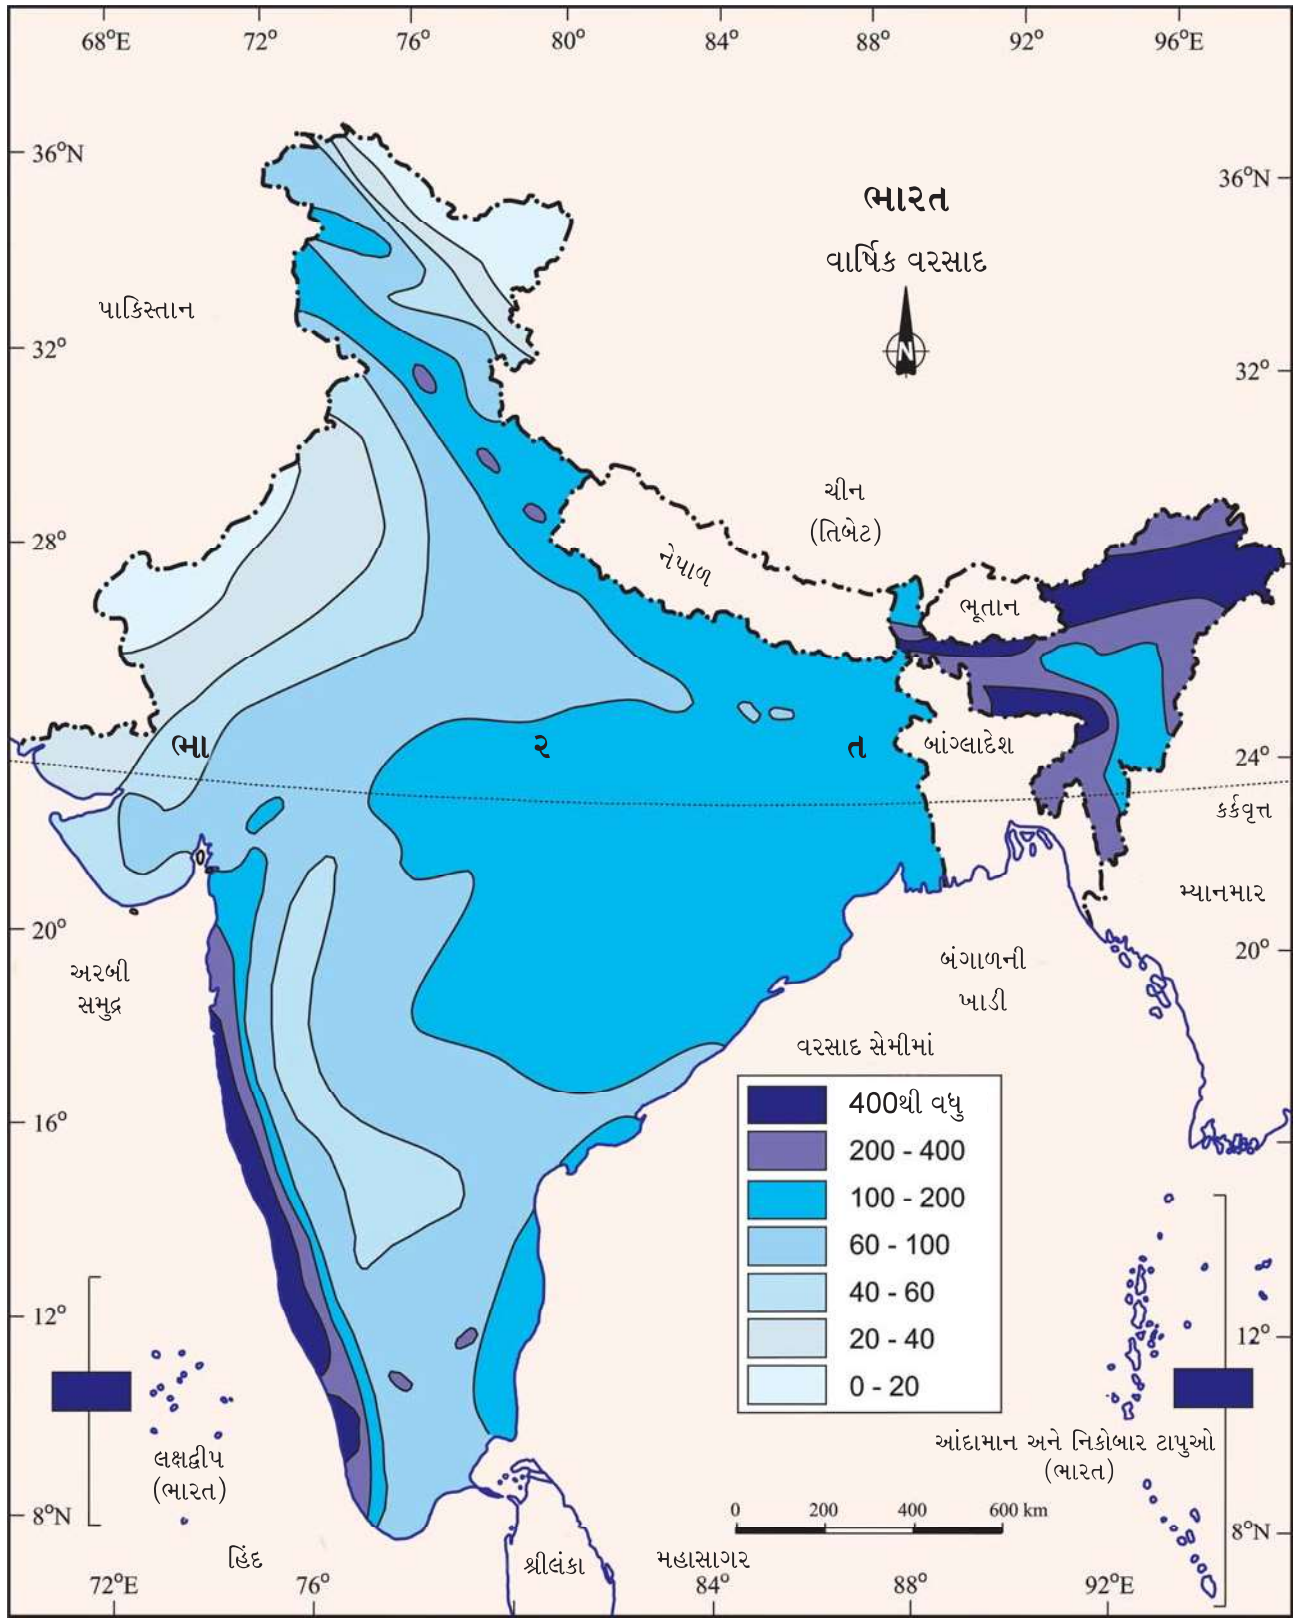 68°E 72° 76° 80° 84° 88° 92° 96°E
36°N
36°N
ભારત
વાર્ષિક વરસાદ
N
પાકિસ્તાન
32°
32°
ચીન
(તિબેટ)
28°
નેપાળ
ભૂતાન
ભા ર ત
બાંગ્લાદેશ
24°
કર્કવૃત્ત
મ્યાનમાર
20°
20°
અરબી
સમુદ્ર
બંગાળની
ખાડી
વરસાદ સેમીમાં
400થી વધુ
200 - 400
100 - 200
60 - 100
40 - 60
20 - 40
0 - 20
16°
12°
12°
લક્ષદ્વીપ
(ભારત)
આંદામાન અને નિકોબાર ટાપુઓ
(ભારત)
0 200 400 600 km
8°N
8°N
હિંદ
શ્રીલંકા
મહાસાગર
72°E 76° 84° 88° 92°E